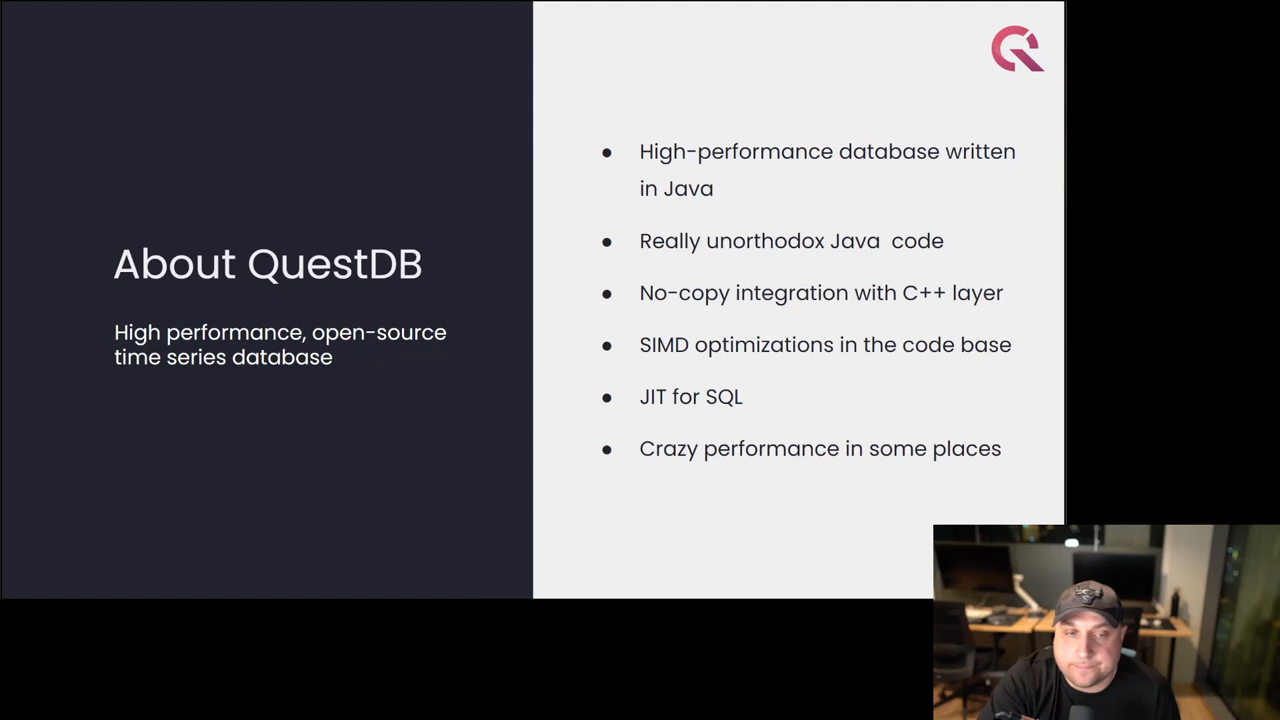 About QuestDB
High performance, open-source
time series database
● High-performance database written
in Java
● Really unorthodox Java  code
● No-copy integration with C++ layer
● SIMD optimizations in the code base
● JIT for SQL
● Crazy performance in some places